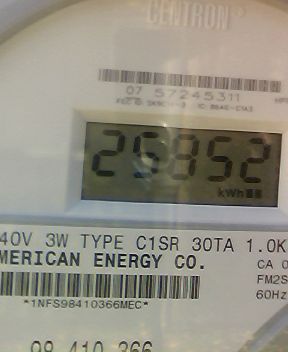 CENTRON
07 57245311
25852
kWh
40V 3W TYPE C1SR 30TA 1.0K
MERICAN ENERGY CO.
CA 0
FM2S
60Hz
*1NFS98410366MEC*
98 410 366